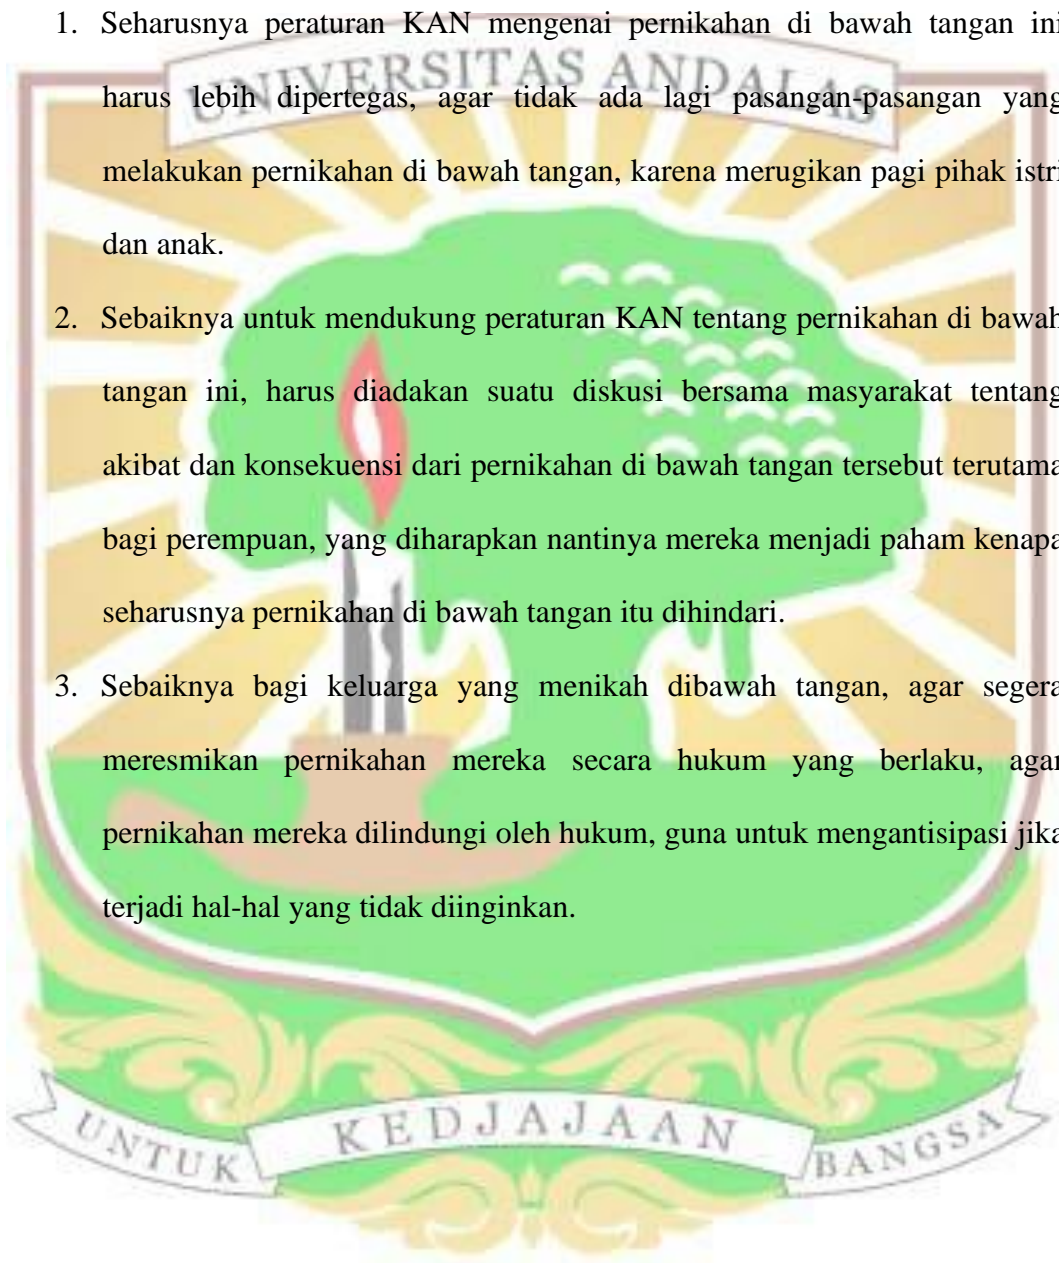 1. Seharusnya peraturan KAN mengenai pernikahan di bawah tangan ini
UNIVERSITAS ANDALAS
harus lebih dipertegas, agar tidak ada lagi pasangan-pasangan yang
melakukan pernikahan di bawah tangan, karena merugikan pagi pihak istri
dan anak.
2. Sebaiknya untuk mendukung peraturan KAN tentang pernikahan di bawah
tangan ini, harus diadakan suatu diskusi bersama masyarakat tentang
akibat dan konsekuensi dari pernikahan di bawah tangan tersebut terutama
bagi perempuan, yang diharapkan nantinya mereka menjadi paham kenapa
seharusnya pernikahan di bawah tangan itu dihindari.
3. Sebaiknya bagi keluarga yang menikah dibawah tangan, agar segera
meresmikan pernikahan mereka secara hukum yang berlaku, agar
pernikahan mereka dilindungi oleh hukum, guna untuk mengantisipasi jika
terjadi hal-hal yang tidak diinginkan.
UNTUK KEDJAJAAN BANGSA